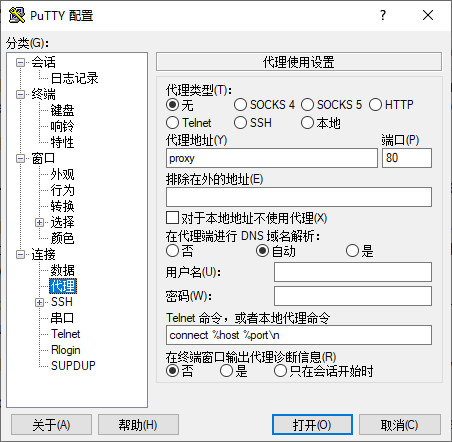 PuTTY 配置
分类(G):
会话
日志记录
终端
键盘
响铃
特性
窗口
外观
行为
转换
选择
颜色
连接
数据
代理
SSH
串口
Telnet
Rlogin
SUPDUP
代理使用设置
代理类型(T):
无 SOCKS 4 SOCKS 5 HTTP
Telnet SSH 本地
代理地址(Y) 端口(P)
proxy 80
排除在外的地址(E)
对于本地地址不使用代理(X)
在代理端进行 DNS 域名解析:
否 自动 是
用户名(U):
密码(W):
Telnet 命令，或者本地代理命令
connect %host %port\n
在终端窗口输出代理诊断信息(R)
否 是 只在会话开始时
关于(A) 帮助(H) 打开(O) 取消(C)